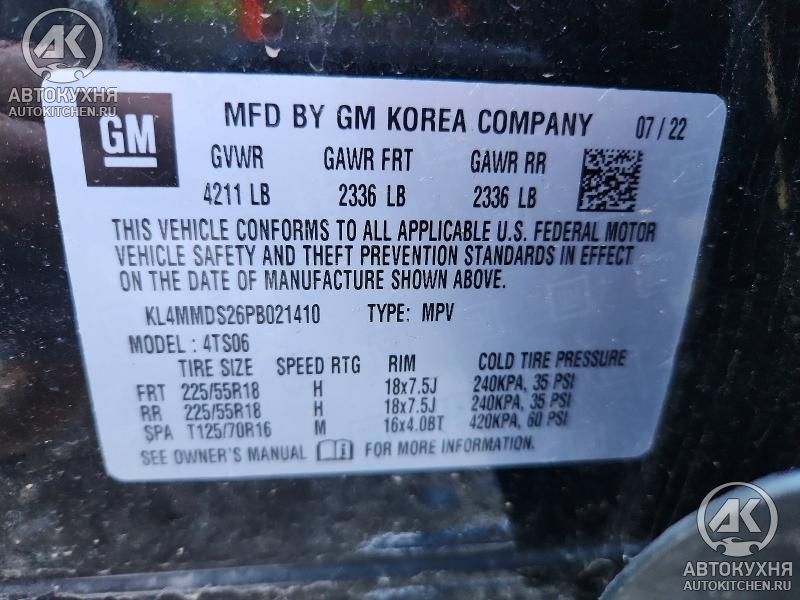 АВТОКУХНЯ
AUTOKITCHEN.RU
GM MFD BY GM KOREA COMPANY 07 / 22
GVWR GAWR FRT GAWR RR
4211 LB 2336 LB 2336 LB
THIS VEHICLE CONFORMS TO ALL APPLICABLE U.S. FEDERAL MOTOR
VEHICLE SAFETY AND THEFT PREVENTION STANDARDS IN EFFECT
ON THE DATE OF MANUFACTURE SHOWN ABOVE.
KL4MMDS26PB021410 TYPE: MPV
MODEL : 4TS06
TIRE SIZE SPEED RTG RIM COLD TIRE PRESSURE
FRT 225/55R18 H 18x7.5J 240KPA, 35 PSI
RR 225/55R18 H 18x7.5J 240KPA, 35 PSI
SPA T125/70R16 M 16x4.0BT 420KPA, 60 PSI
SEE OWNER'S MANUAL FOR MORE INFORMATION.
АК
АВТОКУХНЯ
AUTOKITCHEN.RU